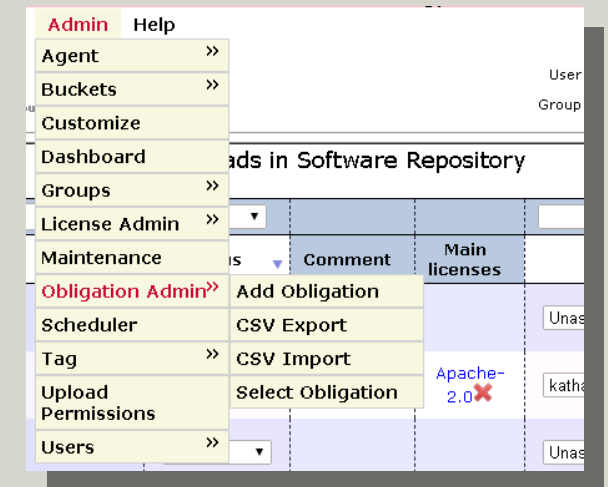 Admin Help
Agent »
User
Buckets »
Group
Customize
Dashboard
ads in Software Repository
Groups »
License Admin »
Maintenance
us Comment Main licenses
Obligation Admin» Add Obligation
Scheduler CSV Export
Unas
Tag » CSV Import
Apache-
2.0
katha
Upload
Permissions
Select Obligation
Users »
Unas